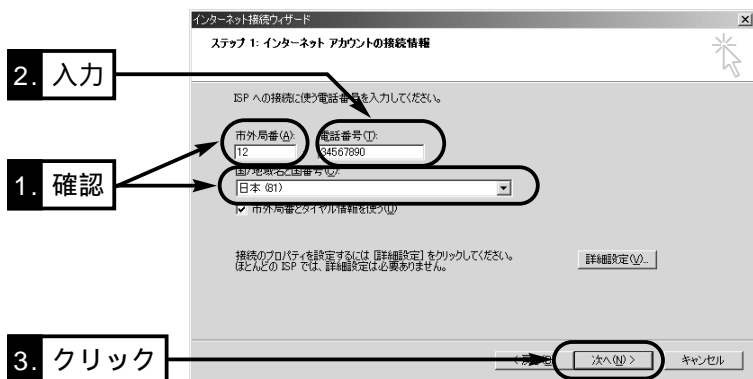 インターネット接続ウィザード
ステップ 1: インターネット アカウントの接続情報
2. 入力
ISP への接続に使う電話番号を入力してください。
市外局番(A):
電話番号(T):
12
34567890
1. 確認
国/地域名と国番号(C):
日本 (81)
市外局番とダイヤル情報を使う(U)
接続のプロパティを設定するには [詳細設定] をクリックしてください。
ほとんどの ISP では、詳細設定は必要ありません。
詳細設定(V)...
3. クリック
次へ(N) >
キャンセル